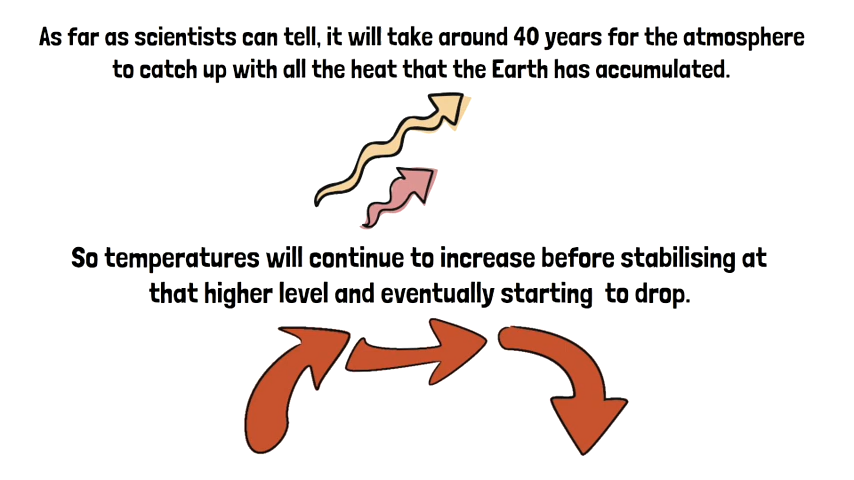 As far as scientists can tell, it will take around 40 years for the atmosphere
to catch up with all the heat that the Earth has accumulated.
So temperatures will continue to increase before stabilising at
that higher level and eventually starting  to drop.